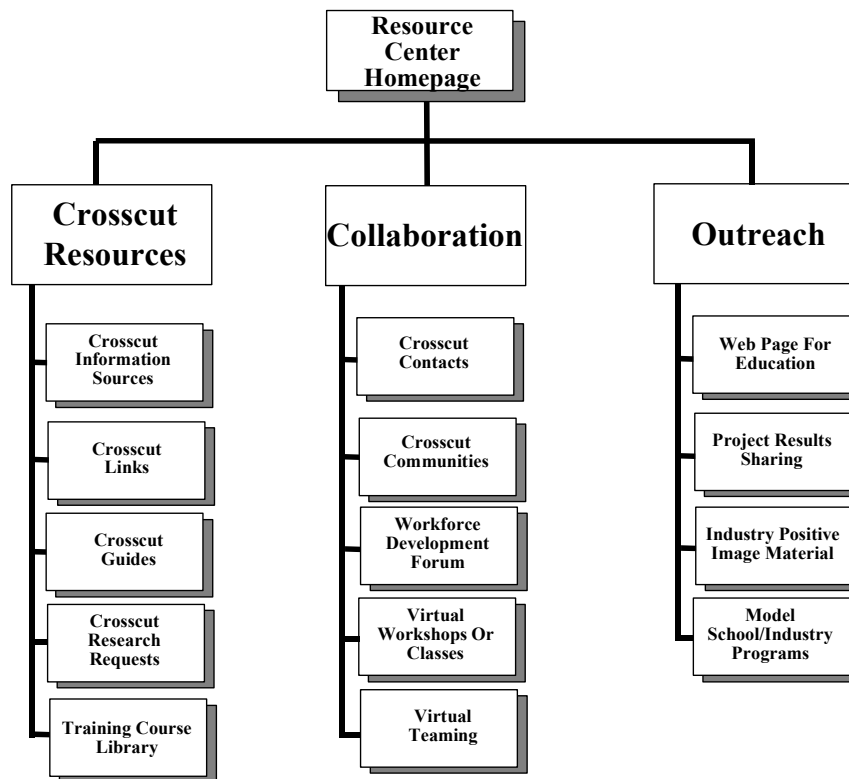 Resource
Center
Homepage
Crosscut
Resources
Crosscut
Information
Sources
Crosscut
Links
Crosscut
Guides
Crosscut
Research
Requests
Training Course
Library
Collaboration
Crosscut
Contacts
Crosscut
Communities
Workforce
Development
Forum
Virtual
Workshops Or
Classes
Virtual
Teaming
Outreach
Web Page For
Education
Project Results
Sharing
Industry Positive
Image Material
Model
School/Industry
Programs